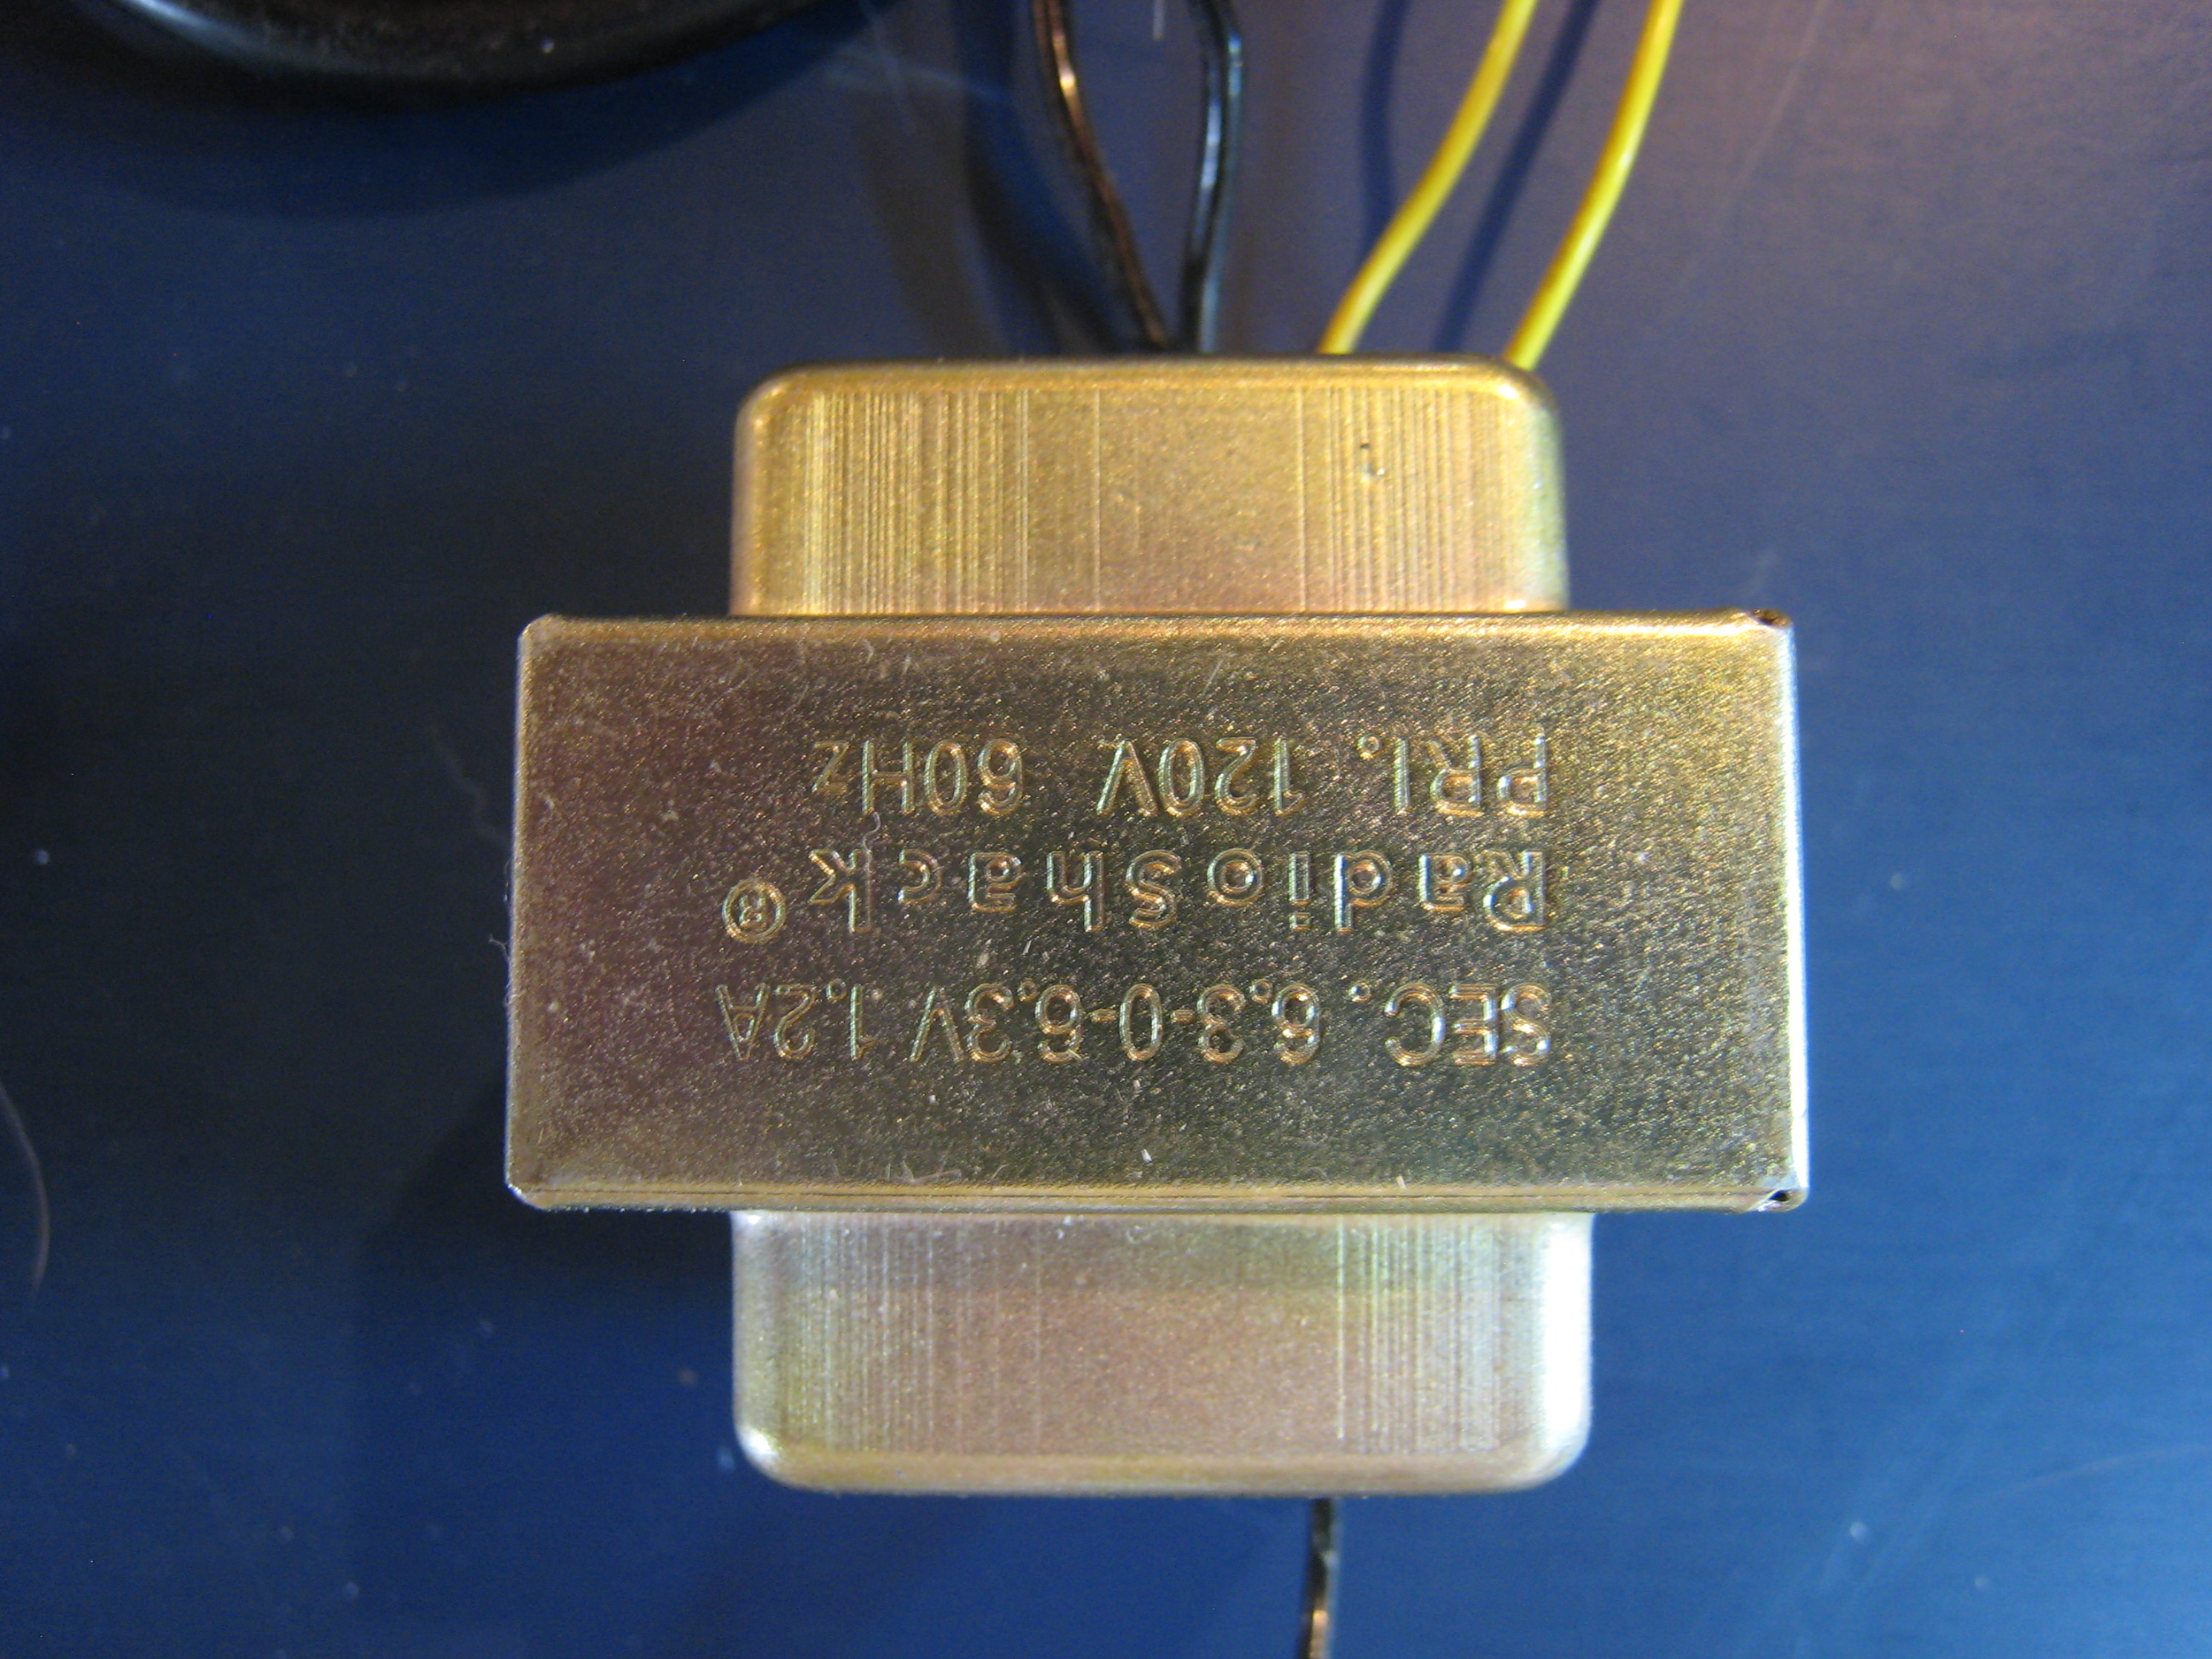 SEC. 6.3-0-6.3V 1.2A
RadioShack®
PRI. 120V 60Hz